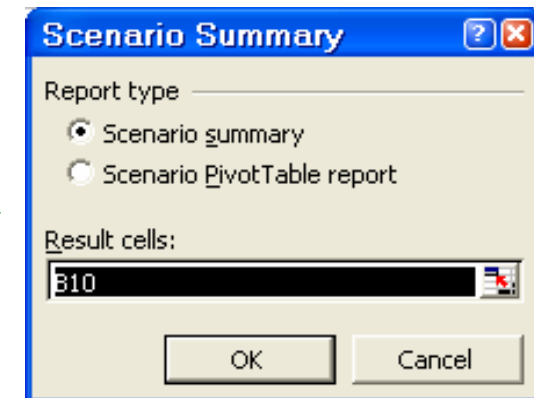 Scenario Summary
Report type
Scenario summary
Scenario PivotTable report
Result cells:
B10
OK Cancel